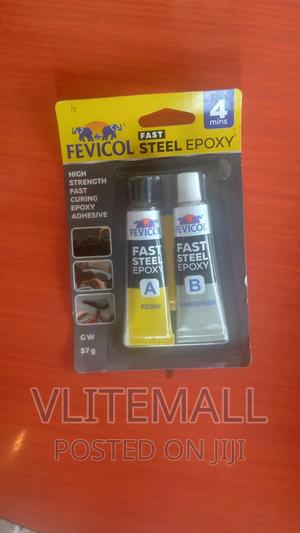 4
mins
FEVICOL
FAST
STEEL EPOXY
HIGH
STRENGTH
FAST
CURING
EPOXY
ADHESIVE
G W
57 g
FEVICOL
FAST
STEEL
EPOXY
A
RESIN
FEVICOL
FAST
STEEL
EPOXY
B
HARDENER
VLITEMALL
POSTED ON JIJI